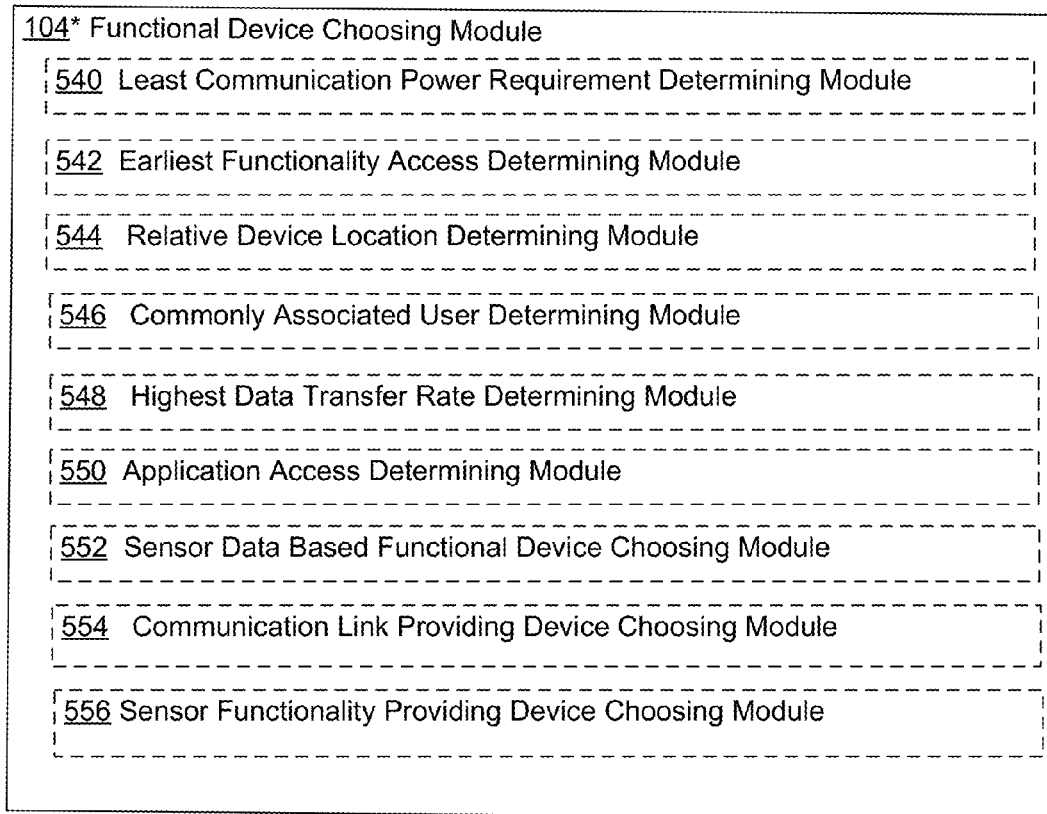 104* Functional Device Choosing Module
540 Least Communication Power Requirement Determining Module
542 Earliest Functionality Access Determining Module
544 Relative Device Location Determining Module
546 Commonly Associated User Determining Module
548 Highest Data Transfer Rate Determining Module
550 Application Access Determining Module
552 Sensor Data Based Functional Device Choosing Module
554 Communication Link Providing Device Choosing Module
556 Sensor Functionality Providing Device Choosing Module